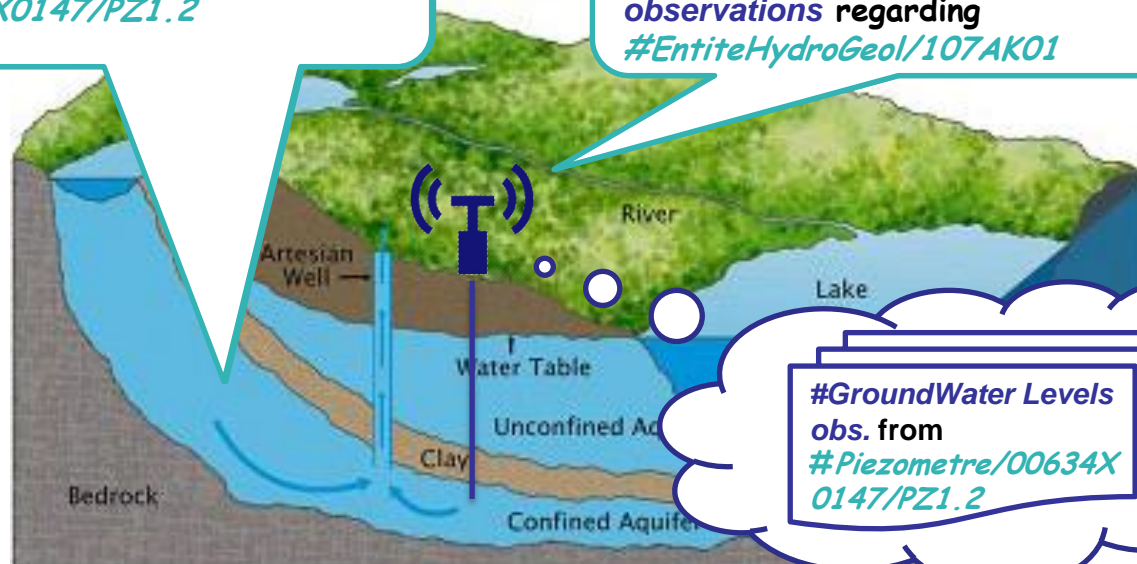 X0147/PZ1.2
observations regarding
#EntiteHydroGeol/107AK01
River
Artesian
Well
Lake
Water Table
#GroundWater Levels
obs. from
#Piezometre/00634X
0147/PZ1.2
Unconfined Aq
Clay
Bedrock
Confined Aquife